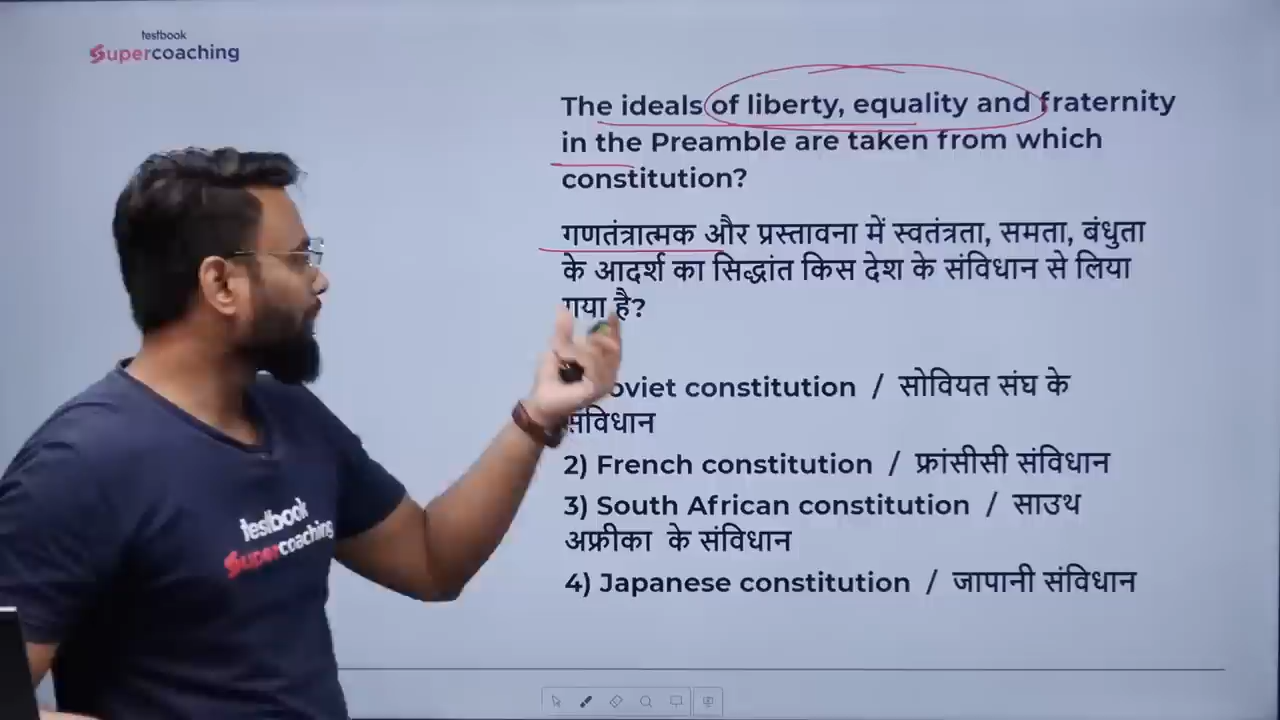 testbook
Supercoaching
The ideals of liberty, equality and fraternity
in the Preamble are taken from which
constitution?
गणतंत्रात्मक और प्रस्तावना में स्वतंत्रता, समता, बंधुता
के आदर्श का सिद्धांत किस देश के संविधान से लिया
गया है?
constitution / सोवियत संघ के
संविधान
2) French constitution / फ्रांसीसी संविधान
3) South African constitution / साउथ
अफ्रीका के संविधान
4) Japanese constitution / जापानी संविधान
testbook
Supercoaching